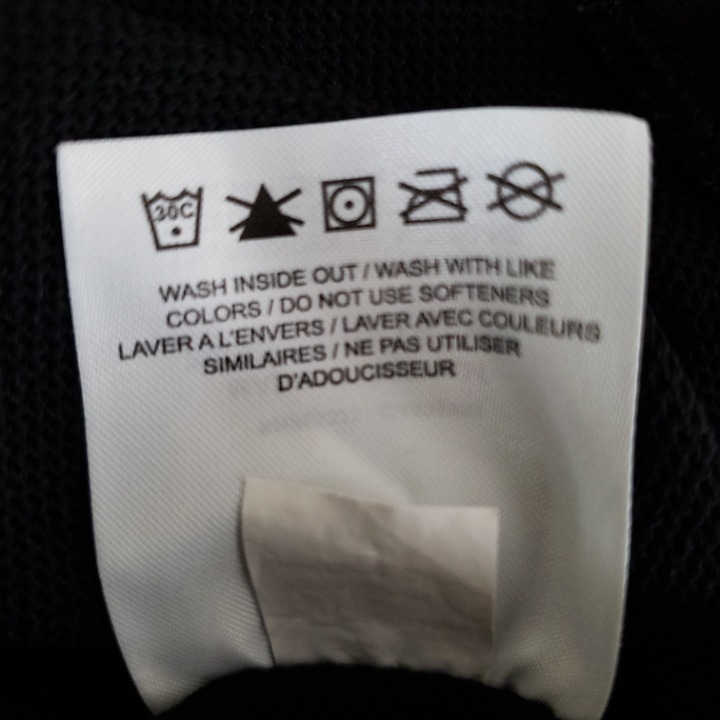 30C
WASH INSIDE OUT / WASH WITH LIKE
COLORS / DO NOT USE SOFTENERS
LAVER A L'ENVERS / LAVER AVEC COULEURS
SIMILAIRES / NE PAS UTILISER
D'ADOUCISSEUR